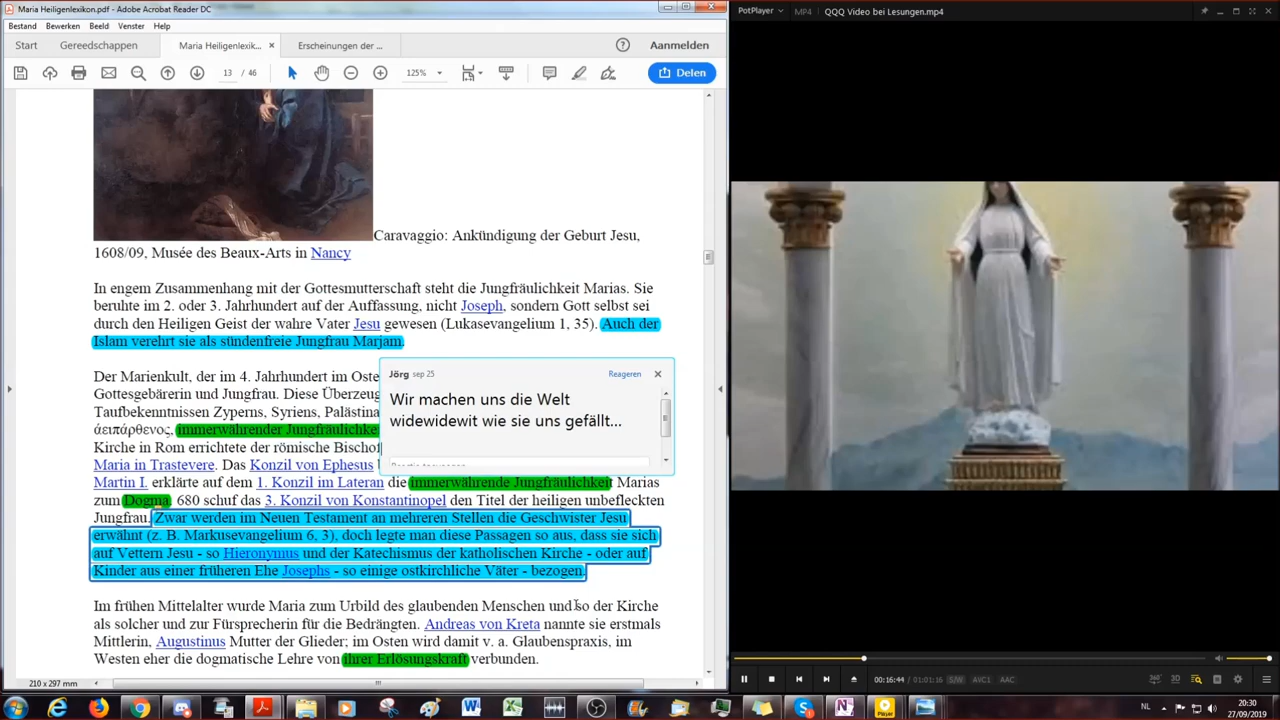 Maria Heiligenlexikon.pdf - Adobe Acrobat Reader DC
Bestand Bewerken Beeld Venster Help
Start Gereedschappen Maria Heiligenlexik... × Erscheinungen der ... Aanmelden
13 / 46 125% Delen
Caravaggio: Ankündigung der Geburt Jesu,
1608/09, Musée des Beaux-Arts in Nancy
In engem Zusammenhang mit der Gottesmutterschaft steht die Jungfräulichkeit Marias. Sie
beruhte im 2. oder 3. Jahrhundert auf der Auffassung, nicht Joseph, sondern Gott selbst sei
durch den Heiligen Geist der wahre Vater Jesu gewesen (Lukasevangelium 1, 35). Auch der
Islam verehrt sie als sündenfreie Jungfrau Marjam.
Der Marienkult, der im 4. Jahrhundert im Oste
Gottesgebärerin und Jungfrau. Diese Überzeug
Taufbekenntnissen Zyperns, Syriens, Palästina
ἀειπάρθενος, immerwährender Jungfräulichke
Kirche in Rom errichtete der römische Bischof
Maria in Trastevere. Das Konzil von Ephesus
Martin I. erklärte auf dem 1. Konzil im Lateran die immerwährende Jungfräulichkeit Marias
zum Dogma. 680 schuf das 3. Konzil von Konstantinopel den Titel der heiligen unbefleckten
Jungfrau. Zwar werden im Neuen Testament an mehreren Stellen die Geschwister Jesu
erwähnt (z. B. Markusevangelium 6, 3), doch legte man diese Passagen so aus, dass sie sich
auf Vettern Jesu - so Hieronymus und der Katechismus der katholischen Kirche - oder auf
Kinder aus einer früheren Ehe Josephs - so einige ostkirchliche Väter - bezogen.
Jörg sep 25 Reageren
Wir machen uns die Welt
widewidewit wie sie uns gefällt...
Im frühen Mittelalter wurde Maria zum Urbild des glaubenden Menschen und so der Kirche
als solcher und zur Fürsprecherin für die Bedrängten. Andreas von Kreta nannte sie erstmals
Mittlerin, Augustinus Mutter der Glieder; im Osten wird damit v. a. Glaubenspraxis, im
Westen eher die dogmatische Lehre von ihrer Erlösungskraft verbunden.
210 x 297 mm
PotPlayer MP4 QQQ Video bei Lesungen.mp4
00:16:44 / 01:01:16 S/W AVC1 AAC
360° 3D
NL 20:30
27/09/2019